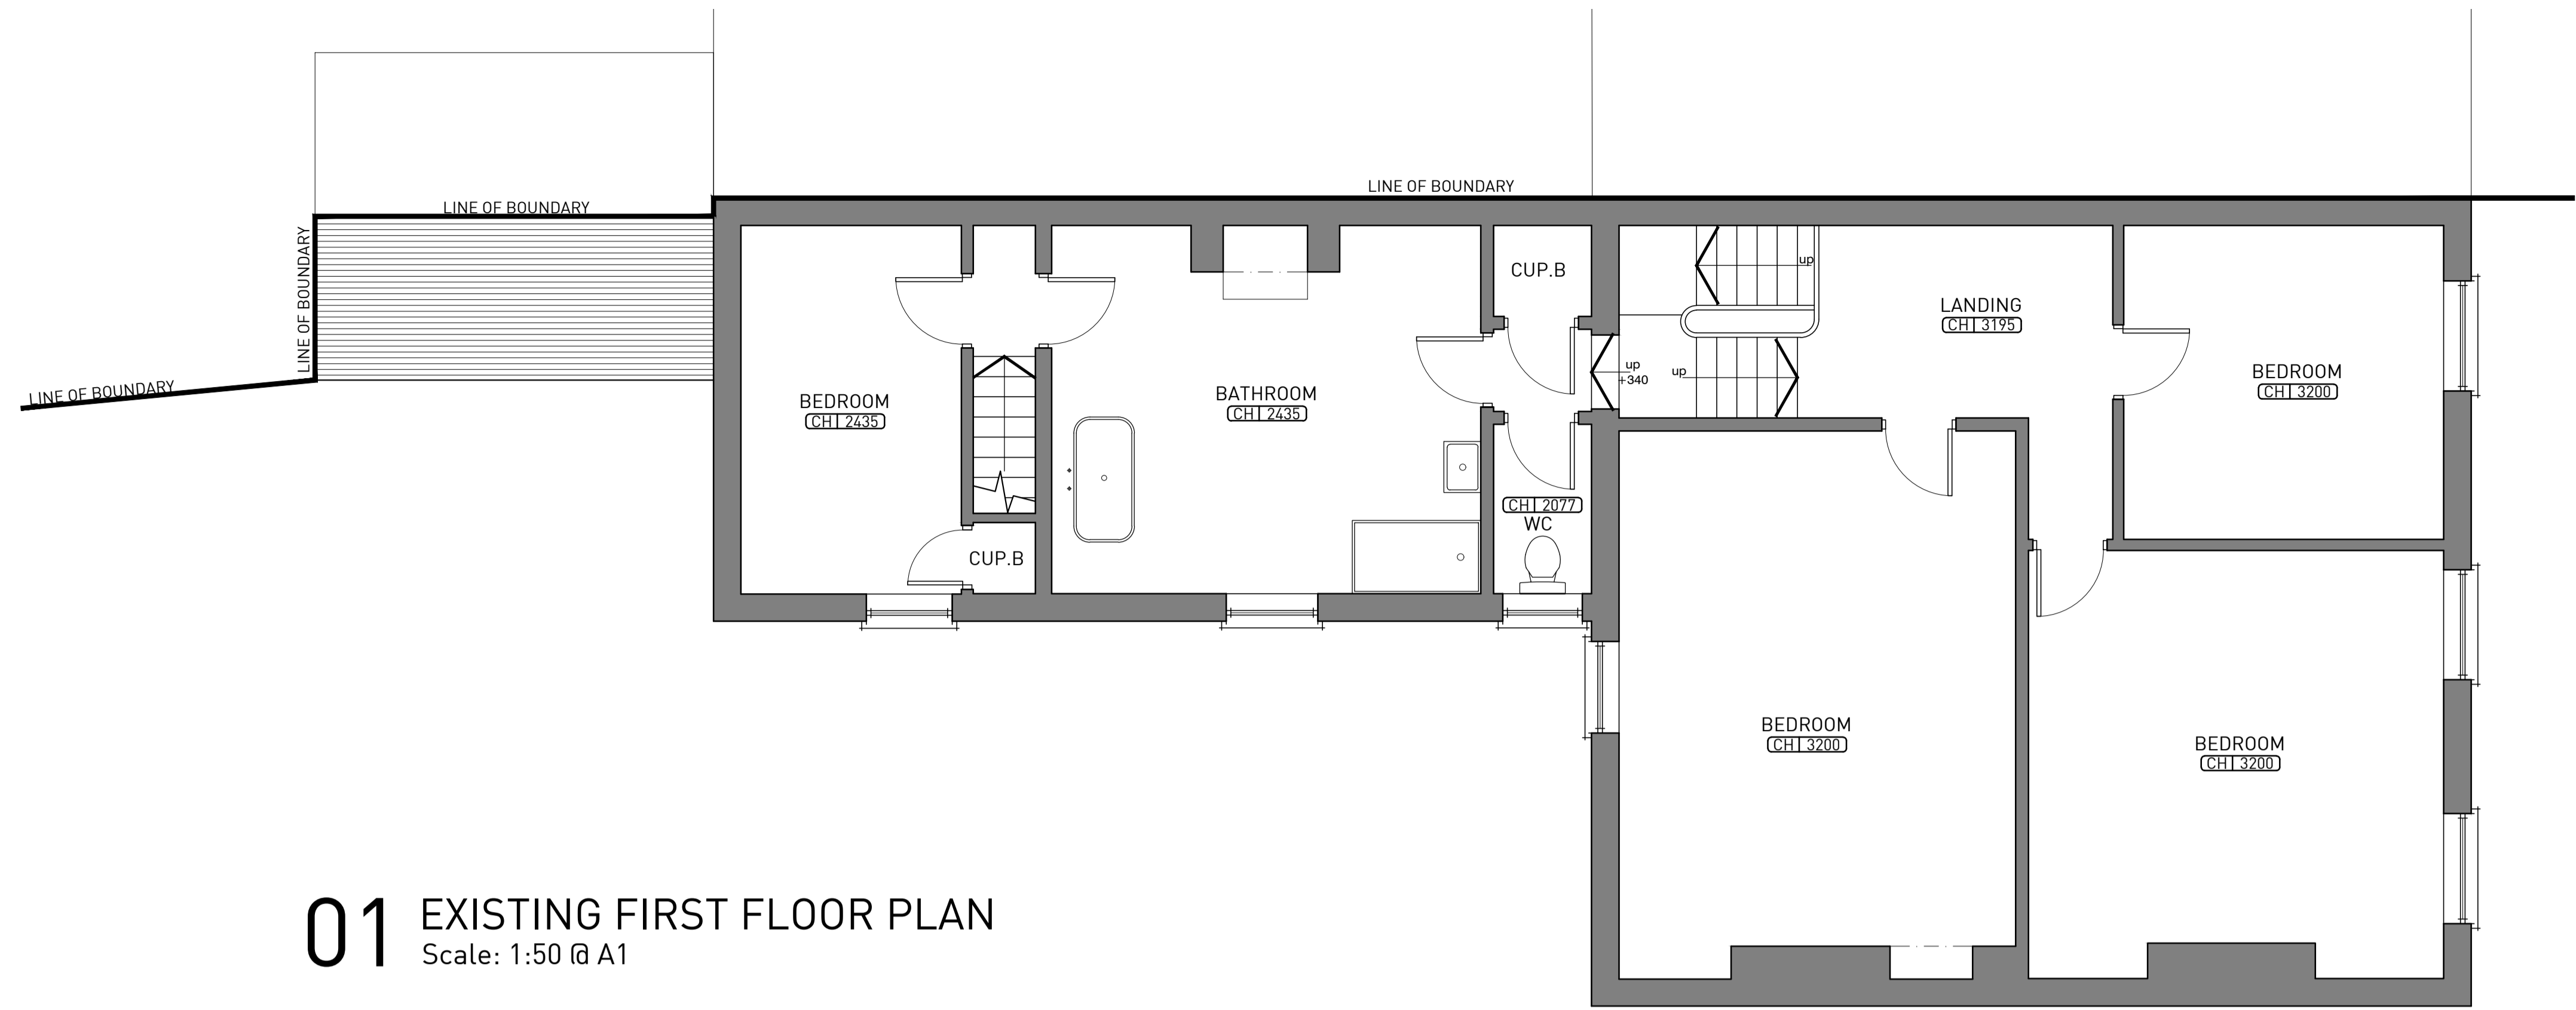 LINE OF BOUNDARY
LINE OF BOUNDARY
LINE OF BOUNDARY
LINE OF BOUNDARY
BEDROOM
CH 2435
CUP.B
BATHROOM
CH 2435
CUP.B
CH 2077
WC
up
up
+340
up
LANDING
CH 3195
BEDROOM
CH 3200
BEDROOM
CH 3200
BEDROOM
CH 3200
01 EXISTING FIRST FLOOR PLAN
Scale: 1:50 @ A1